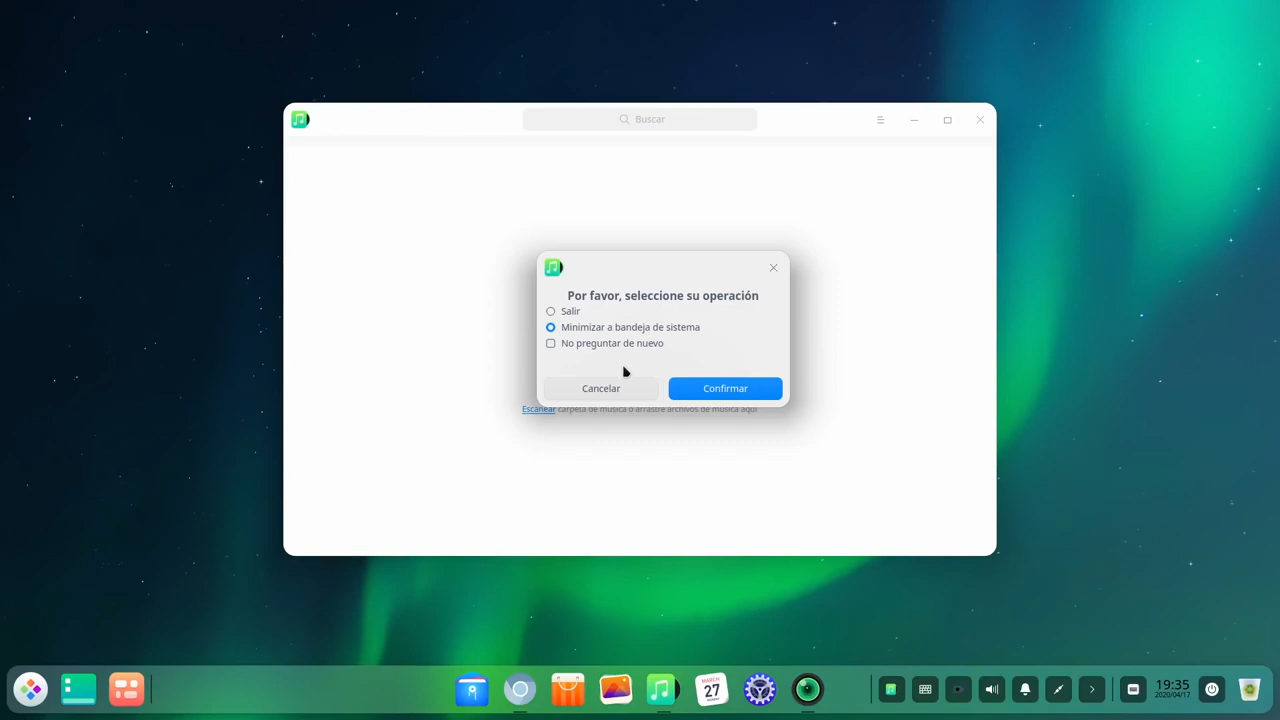 Buscar
Por favor, seleccione su operación
Salir
Minimizar a bandeja de sistema
No preguntar de nuevo
Cancelar
Confirmar
Escanear carpeta de música o arrastre archivos de música aquí
MARCH
27
19:35
2020/04/17